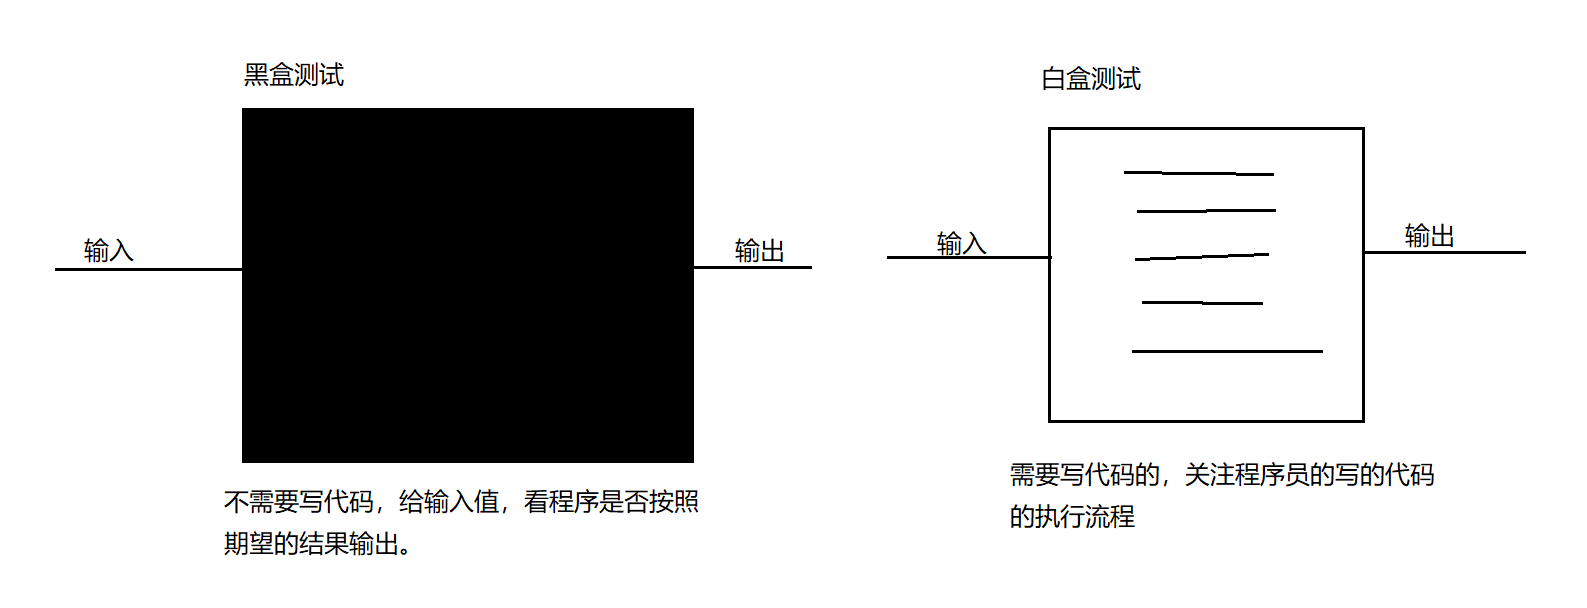 黑盒测试
输入
输出
不需要写代码，给输入值，看程序是否按照
期望的结果输出。
白盒测试
输入
输出
需要写代码的，关注程序员的写的代码
的执行流程